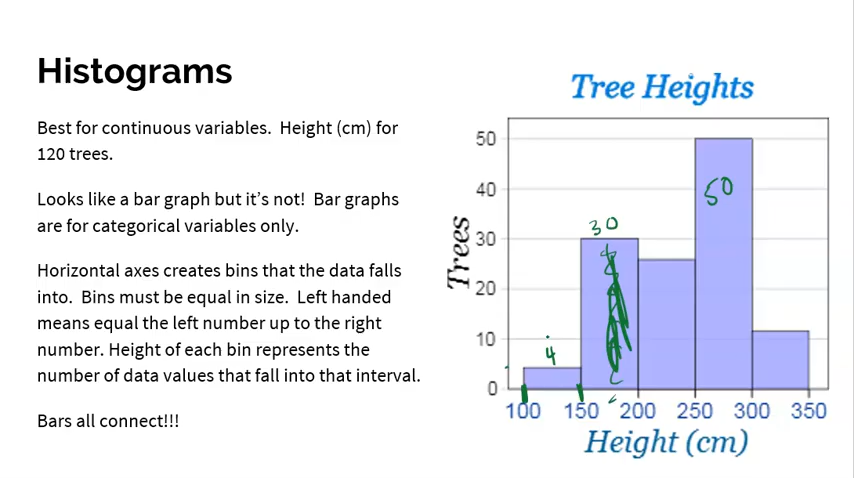 Histograms
Best for continuous variables. Height (cm) for
120 trees.
Looks like a bar graph but it’s not! Bar graphs
are for categorical variables only.
Horizontal axes creates bins that the data falls
into. Bins must be equal in size. Left handed
means equal the left number up to the right
number. Height of each bin represents the
number of data values that fall into that interval.
Bars all connect!!!
Tree Heights
Trees
50
40
30
20
10
0
4
30
50
100 150 200 250 300 350
Height (cm)